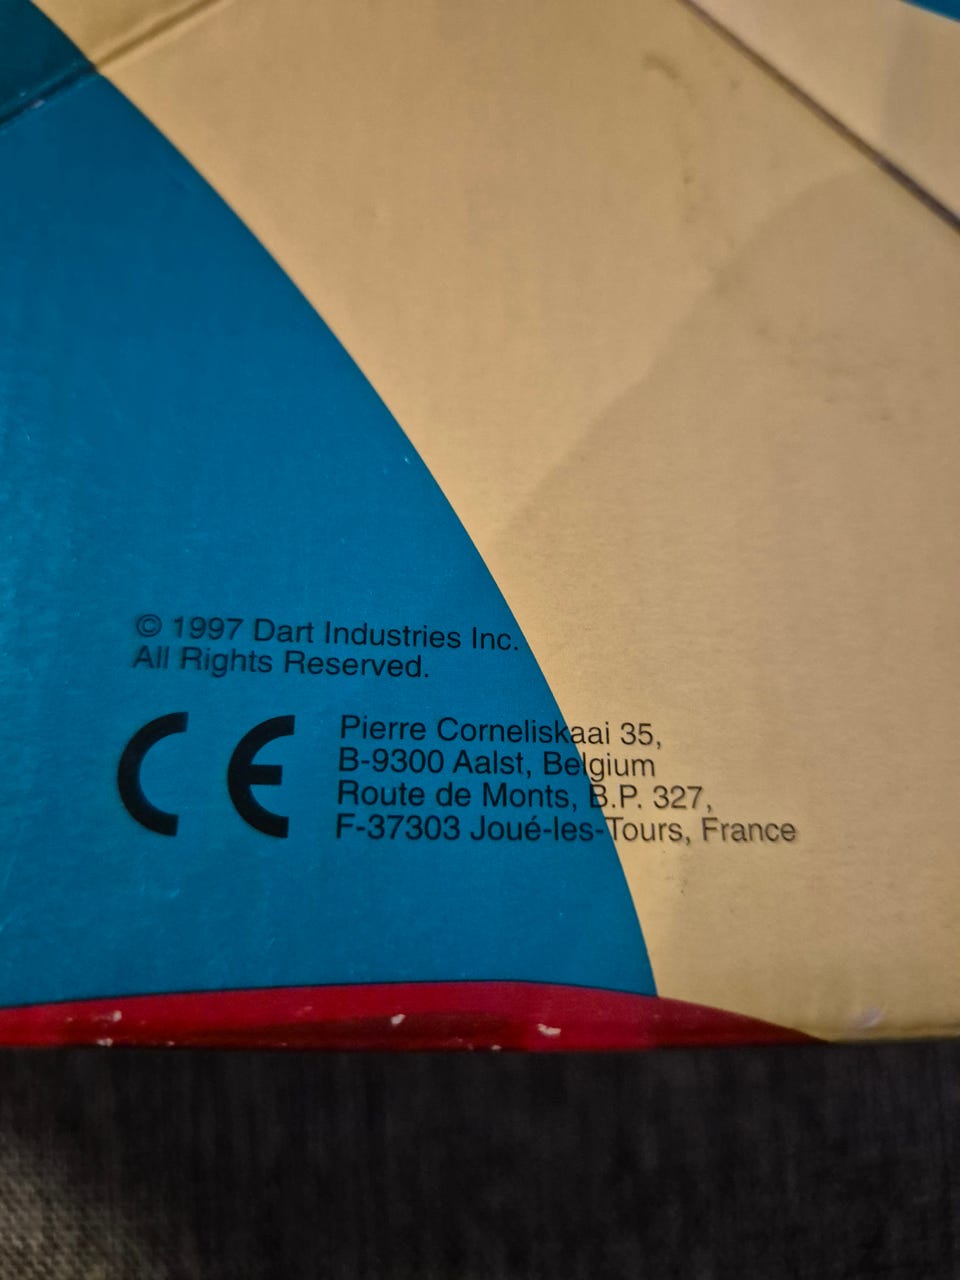 © 1997 Dart Industries Inc.
All Rights Reserved.
CE
Pierre Corneliskaai 35,
B-9300 Aalst, Belgium
Route de Monts, B.P. 327,
F-37303 Joué-les-Tours, France